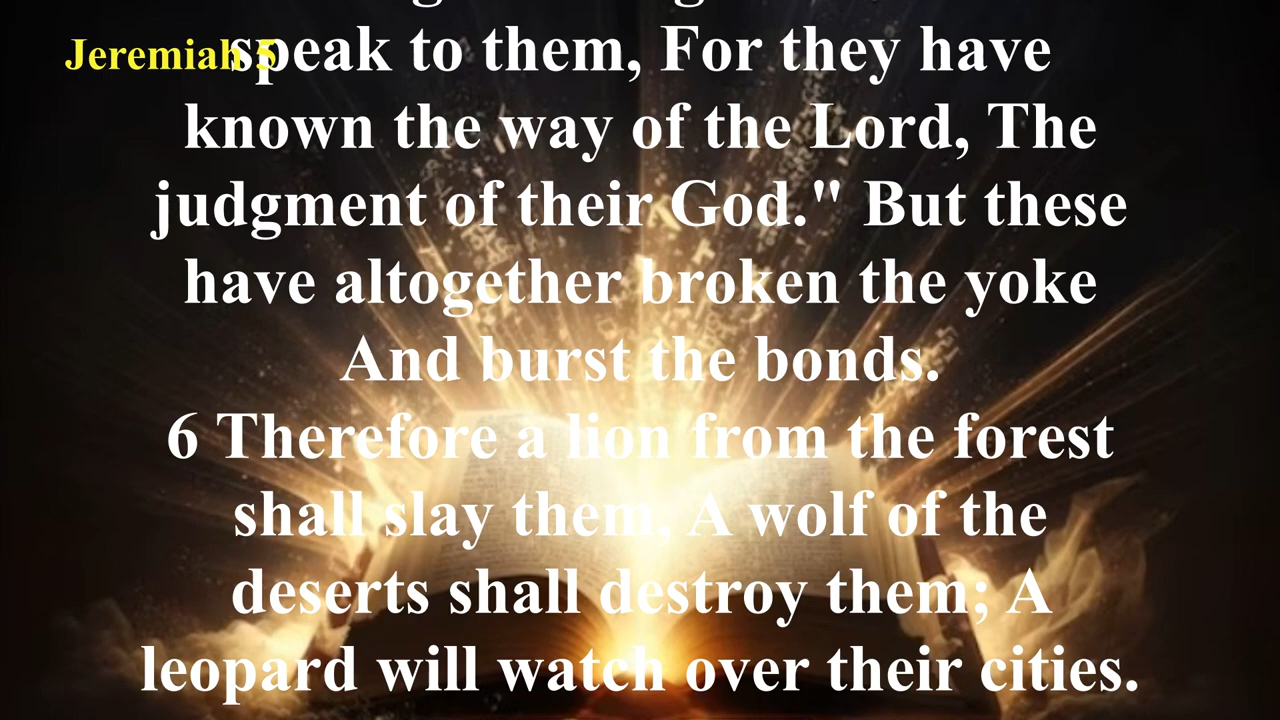 Jeremiah 5
speak to them, For they have
known the way of the Lord, The
judgment of their God." But these
have altogether broken the yoke
And burst the bonds.
6 Therefore a lion from the forest
shall slay them, A wolf of the
deserts shall destroy them; A
leopard will watch over their cities.